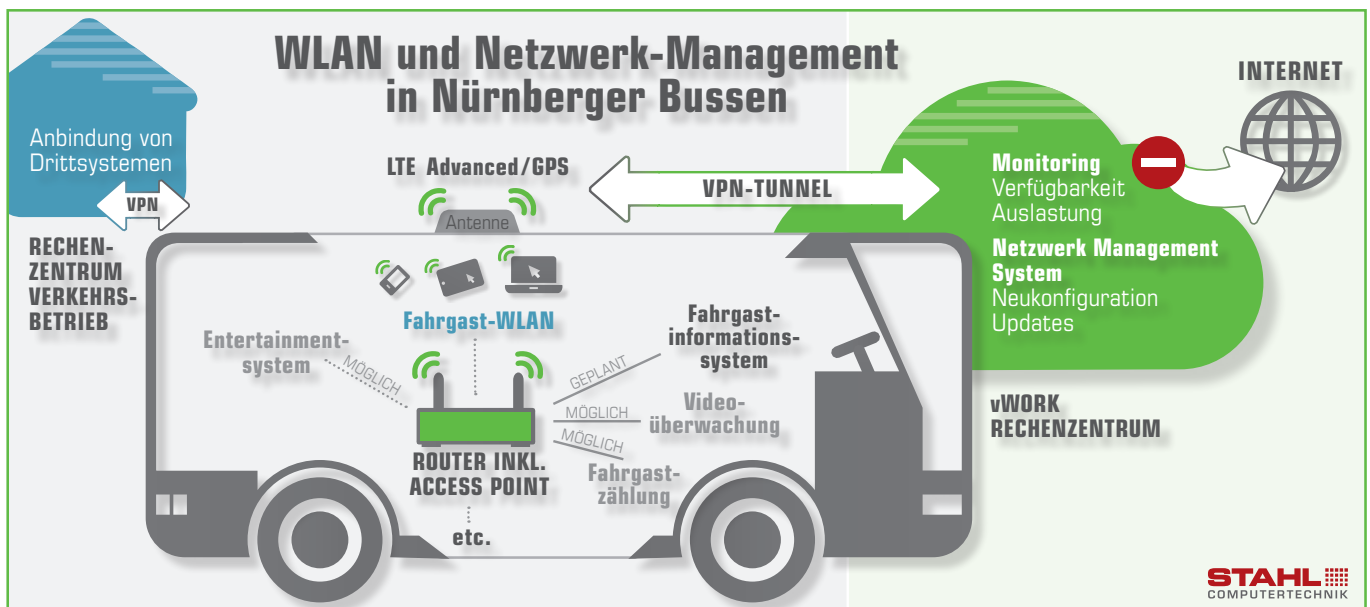 WLAN und Netzwerk-Management
in Nürnberger Bussen
Anbindung von
Drittsystemen
VPN
RECHEN-
ZENTRUM
VERKEHRS-
BETRIEB
LTE Advanced/GPS
Antenne
VPN-TUNNEL
INTERNET
Monitoring
Verfügbarkeit
Auslastung
Netzwerk Management
System
Neukonfiguration
Updates
vWORK
RECHENZENTRUM
Fahrgast-WLAN
Entertainment-
system
MÖGLICH
Fahrgast-
informations-
system
GEPLANT
MÖGLICH
Video-
überwachung
MÖGLICH
Fahrgast-
zählung
ROUTER INKL.
ACCESS POINT
etc.
STAHL
COMPUTERTECHNIK